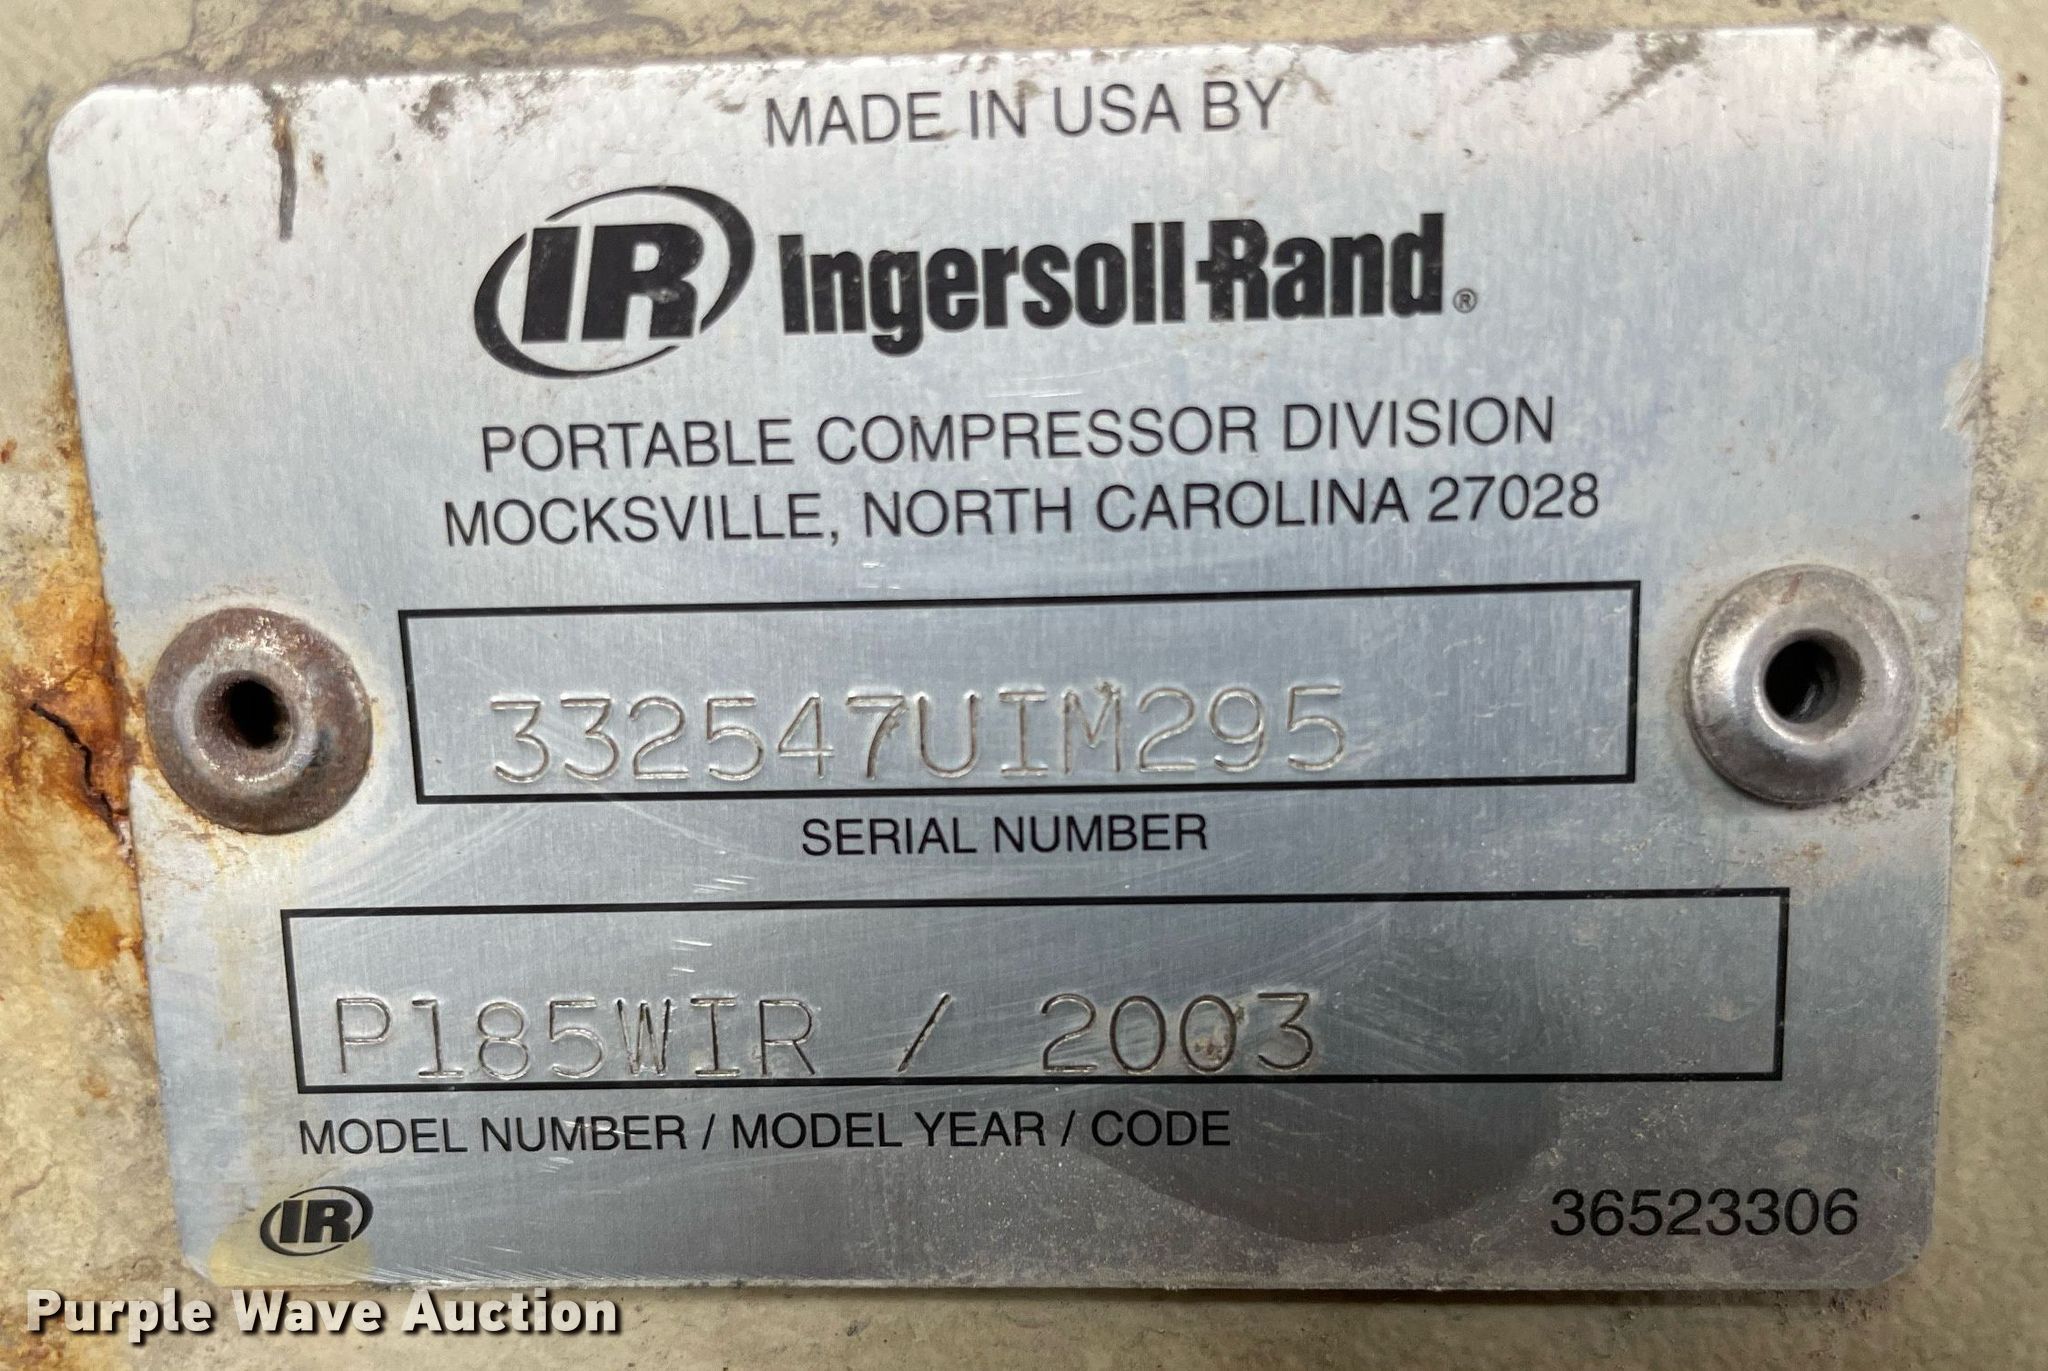 MADE IN USA BY
IR Ingersoll-Rand®
PORTABLE COMPRESSOR DIVISION
MOCKSVILLE, NORTH CAROLINA 27028
332547UIM295
SERIAL NUMBER
P185WIR / 2003
MODEL NUMBER / MODEL YEAR / CODE
IR
36523306
Purple Wave Auction